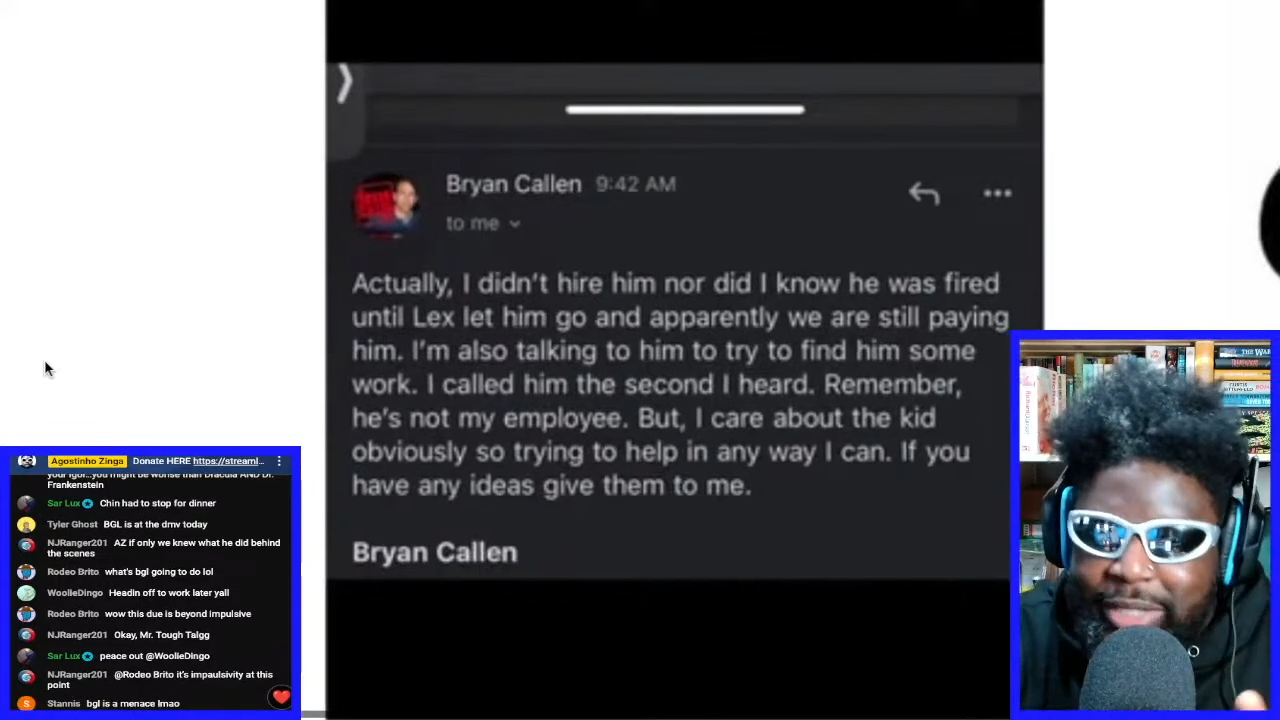 Bryan Callen 9:42 AM
to me
Actually, I didn't hire him nor did I know he was fired
until Lex let him go and apparently we are still paying
him. I'm also talking to him to try to find him some
work. I called him the second I heard. Remember,
he's not my employee. But, I care about the kid
obviously so trying to help in any way I can. If you
have any ideas give them to me.
Bryan Callen
Agostinho Zinga Donate HERE https://streaml...
your Igor...you might be worse than Dracula AND Dr.
Frankenstein
Sar Lux Chin had to stop for dinner
Tyler Ghost BGL is at the dmv today
NJRanger201 AZ if only we knew what he did behind
the scenes
Rodeo Brito what's bgl going to do lol
WoolieDingo Headin off to work later yall
Rodeo Brito wow this due is beyond impulsive
NJRanger201 Okay, Mr. Tough Talgg
Sar Lux peace out @WoolieDingo
NJRanger201 @Rodeo Brito it's impaulsivity at this
point
Stannis bgl is a menace lmao
THE WAR
CURTIS